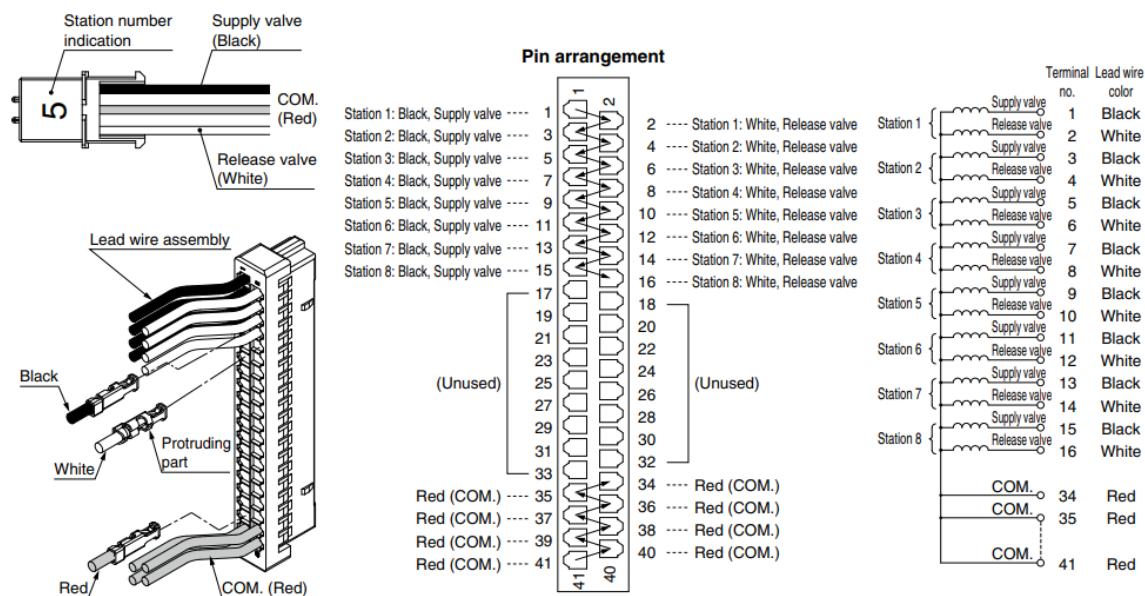 Station number
indication
Supply valve
(Black)
5
COM.
(Red)
Release valve
(White)
Lead wire assembly
Black
White
Protruding
part
Red
COM. (Red)
Pin arrangement
1
2
Station 1: Black, Supply valve ---- 1
2 ---- Station 1: White, Release valve
Station 2: Black, Supply valve ---- 3
4 ---- Station 2: White, Release valve
Station 3: Black, Supply valve ---- 5
6 ---- Station 3: White, Release valve
Station 4: Black, Supply valve ---- 7
8 ---- Station 4: White, Release valve
Station 5: Black, Supply valve ---- 9
10 ---- Station 5: White, Release valve
Station 6: Black, Supply valve --- 11
12 ---- Station 6: White, Release valve
Station 7: Black, Supply valve ---- 13
14 ---- Station 7: White, Release valve
Station 8: Black, Supply valve ---- 15
16 ---- Station 8: White, Release valve
17
18
19
20
21
22
23
24
(Unused) 25
26 (Unused)
27
28
29
30
31
32
33
34 ---- Red (COM.)
Red (COM.) ---- 35
36 ---- Red (COM.)
Red (COM.) ---- 37
38 ---- Red (COM.)
Red (COM.) ---- 39
40 ---- Red (COM.)
Red (COM.) ---- 41
41
40
Terminal Lead wire
no. color
Station 1
Supply valve 1 Black
Release valve 2 White
Station 2
Supply valve 3 Black
Release valve 4 White
Station 3
Supply valve 5 Black
Release valve 6 White
Station 4
Supply valve 7 Black
Release valve 8 White
Station 5
Supply valve 9 Black
Release valve 10 White
Station 6
Supply valve 11 Black
Release valve 12 White
Station 7
Supply valve 13 Black
Release valve 14 White
Station 8
Supply valve 15 Black
Release valve 16 White
COM. 34 Red
COM. 35 Red
COM. 41 Red